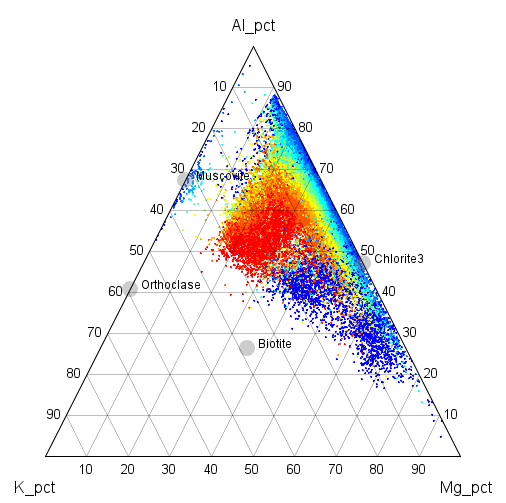 Al_pct
10 90
20 80
30 Muscovite 70
40 60
50 50 Chlorite3
60 Orthoclase 40
70 Biotite 30
80 20
90 10
K_pct 10 20 30 40 50 60 70 80 90 Mg_pct